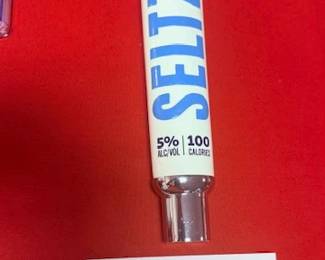 SELTZ
5% | 100
ALC/VOL | CALORIES